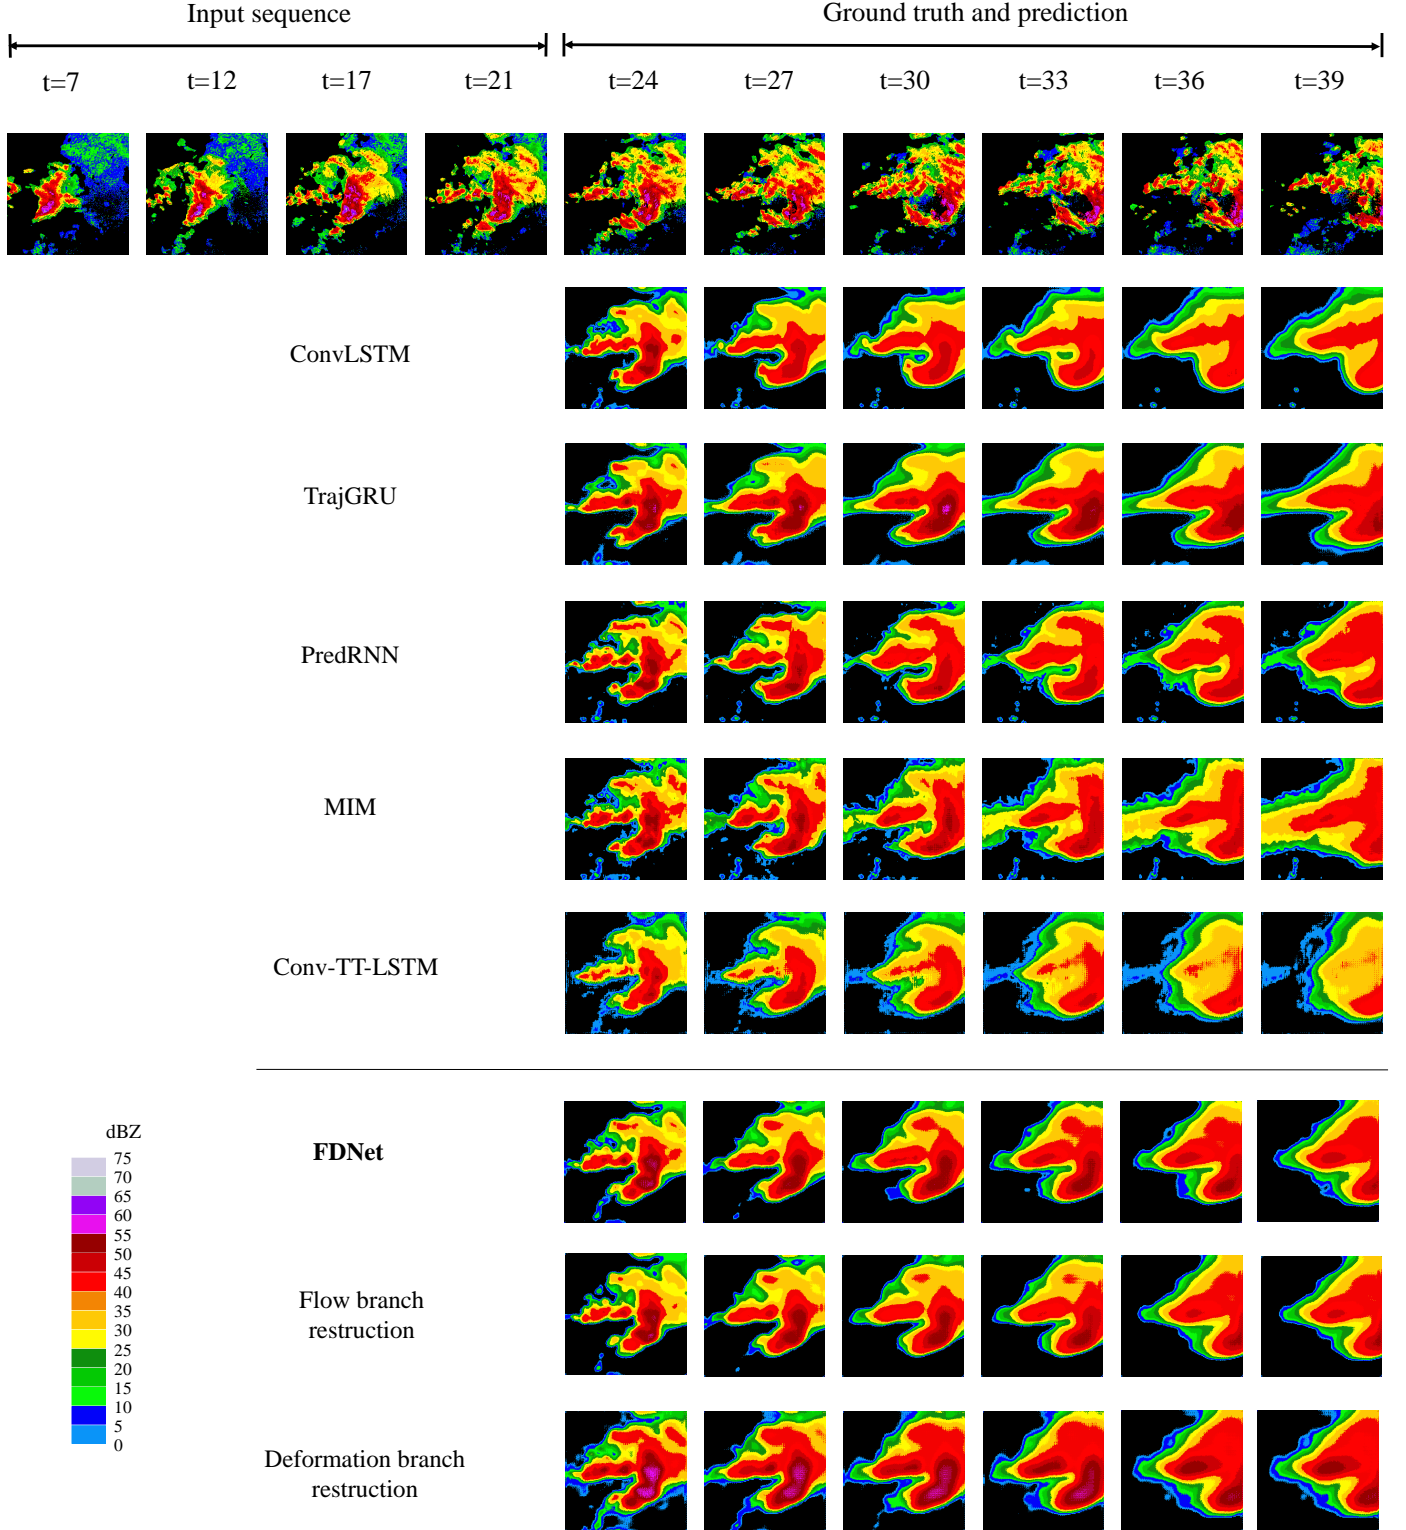 Input sequence
Ground truth and prediction
t=7
t=12
t=17
t=21
t=24
t=27
t=30
t=33
t=36
t=39
ConvLSTM
TrajGRU
PredRNN
MIM
Conv-TT-LSTM
FDNet
dBZ
75
70
65
60
55
50
45
40
35
30
25
20
15
10
5
0
Flow branch
restruction
Deformation branch
restruction